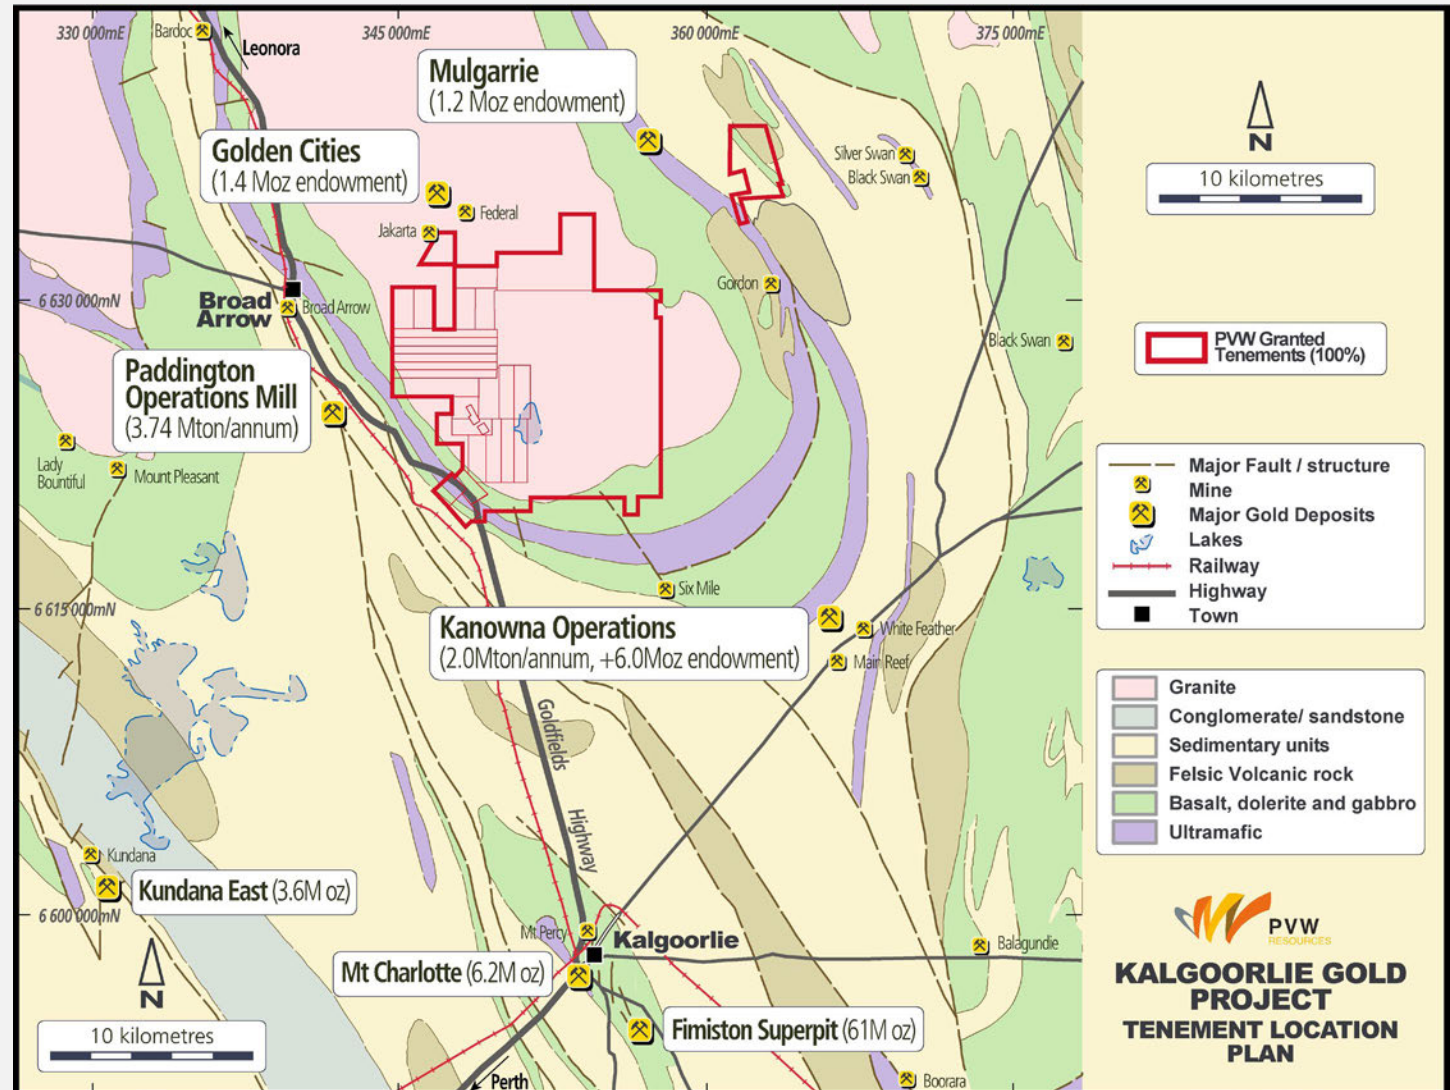 330 000mE
345 000mE
360 000mE
375 000mE
Bardoc
Leonora
Mulgarrie
(1.2 Moz endowment)
Golden Cities
(1.4 Moz endowment)
Silver Swan
Black Swan
Federal
Jakarta
Gordon
6 630 000mN
Broad
Arrow
Broad Arrow
Black Swan
Paddington
Operations Mill
(3.74 Mton/annum)
Lady
Bountiful
Mount Pleasant
Six Mile
6 615 000mN
Kanowna Operations
(2.0Mton/annum, +6.0Moz endowment)
White Feather
Main Reef
Goldfields
Highway
Kundana
Kundana East (3.6M oz)
6 600 000mN
Mt Percy
Kalgoorlie
Balagundie
Mt Charlotte (6.2M oz)
N
10 kilometres
Fimiston Superpit (61M oz)
Perth
Boorara
N
10 kilometres
PVW Granted
Tenements (100%)
Major Fault / structure
Mine
Major Gold Deposits
Lakes
Railway
Highway
Town
Granite
Conglomerate/ sandstone
Sedimentary units
Felsic Volcanic rock
Basalt, dolerite and gabbro
Ultramafic
PVW
RESOURCES
KALGOORLIE GOLD
PROJECT
TENEMENT LOCATION
PLAN